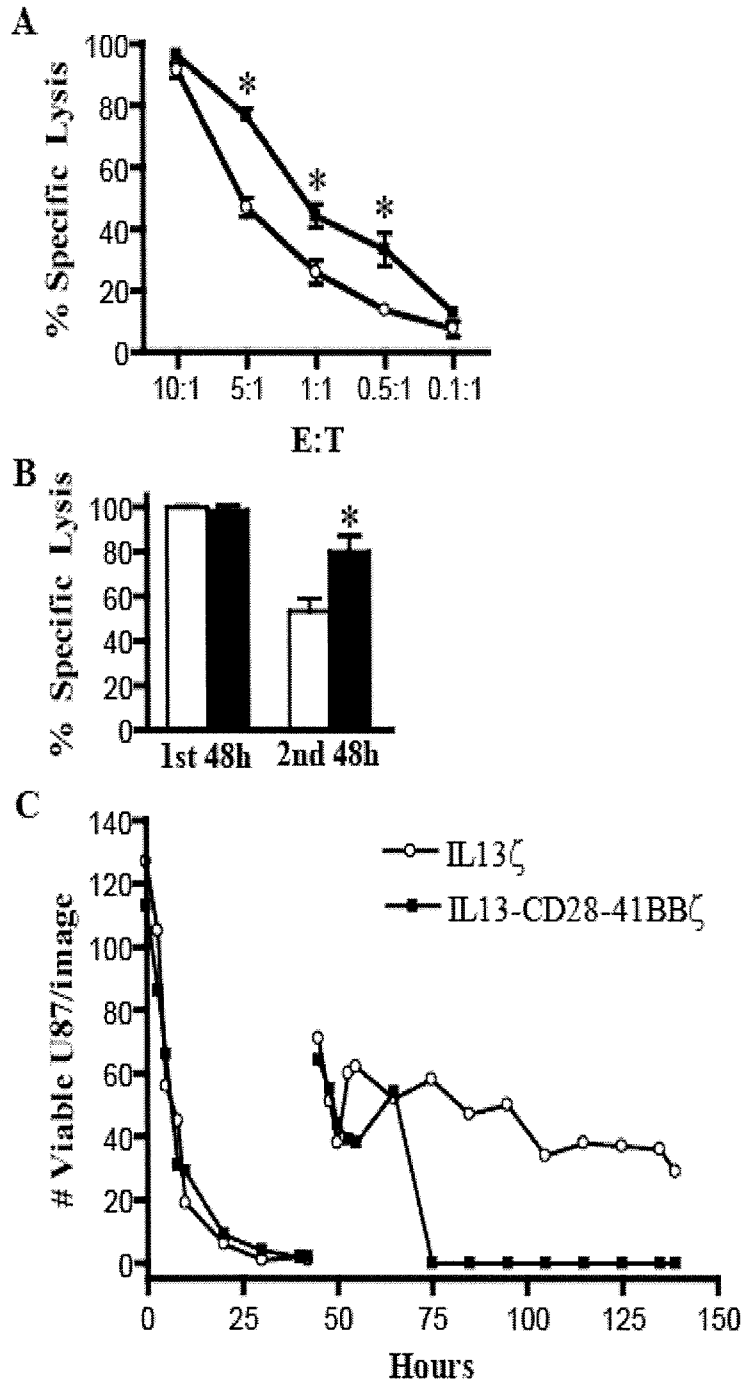 A
% Specific Lysis
100
80
60
40
20
0
* * *
10:1 5:1 1:1 0.5:1 0.1:1
E:T
B
% Specific Lysis
100
80
60
40
20
0
*
1st 48h 2nd 48h
C
# Viable U87/image
140
120
100
80
60
40
20
0
IL13ζ
IL13-CD28-41BBζ
0 25 50 75 100 125 150
Hours